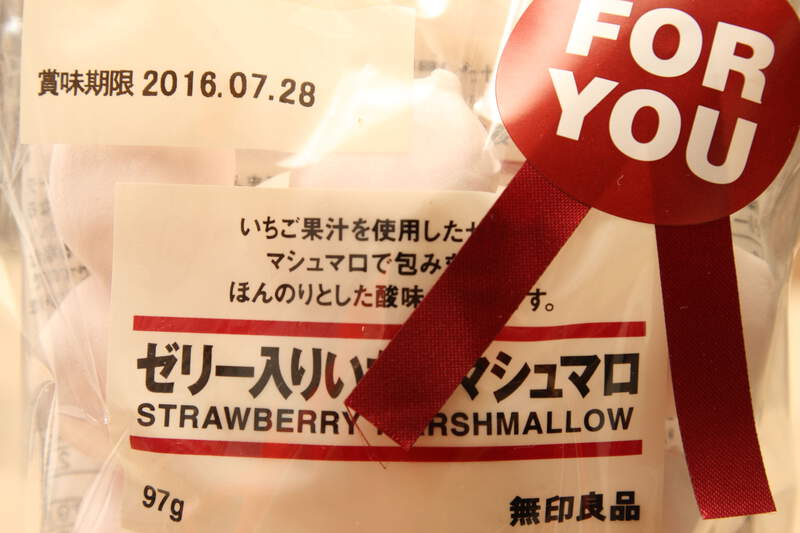 賞味期限 2016.07.28
FOR
YOU
いちご果汁を使用した
マシュマロで包み
ほんのりとした酸味 す。
ゼリー入りい マシュマロ
STRAWBERRY MARSHMALLOW
97g
無印良品